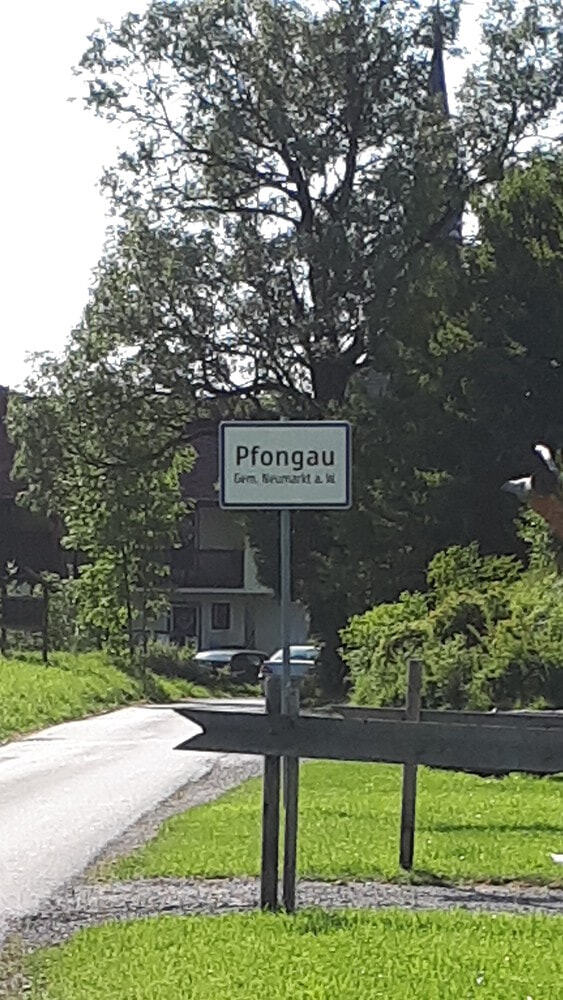 Pfongau
Gem. Neumarkt a. W.